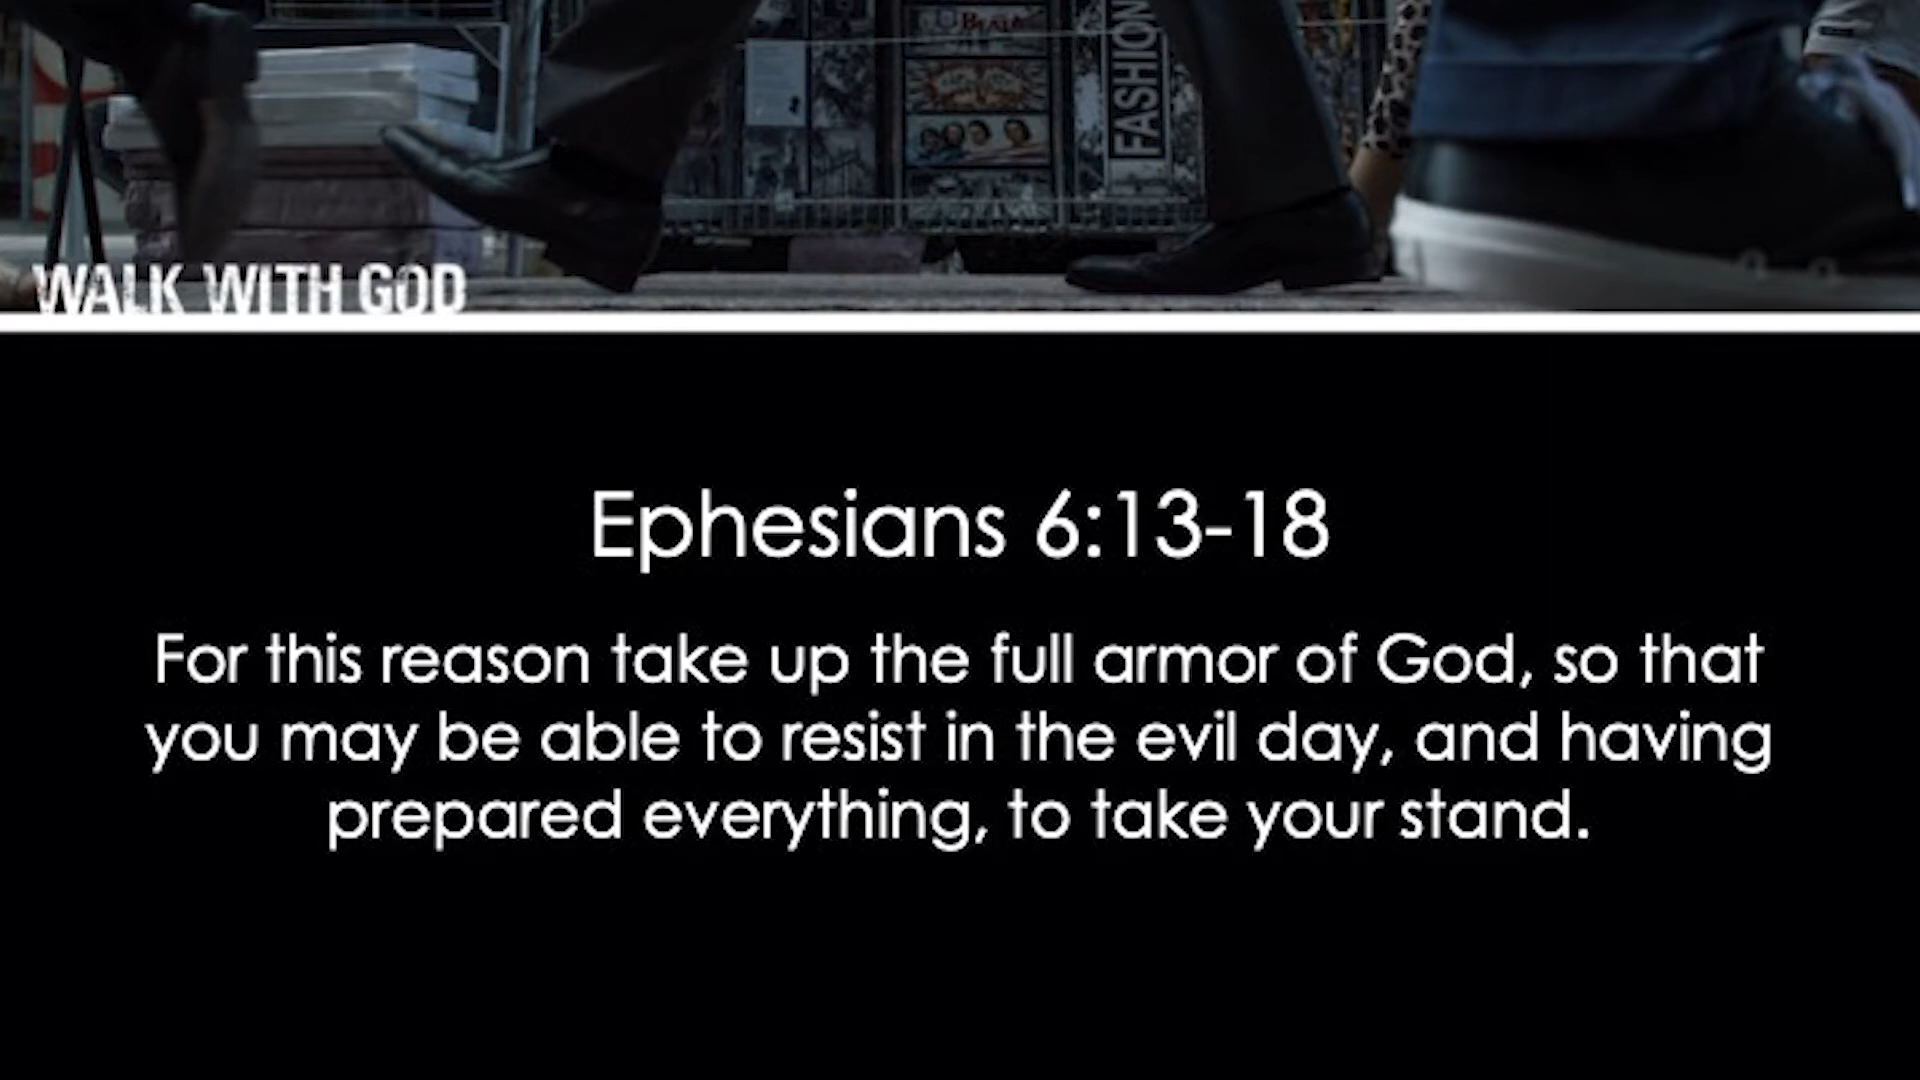 FASHION
WALK WITH GOD
Ephesians 6:13-18
For this reason take up the full armor of God, so that
you may be able to resist in the evil day, and having
prepared everything, to take your stand.